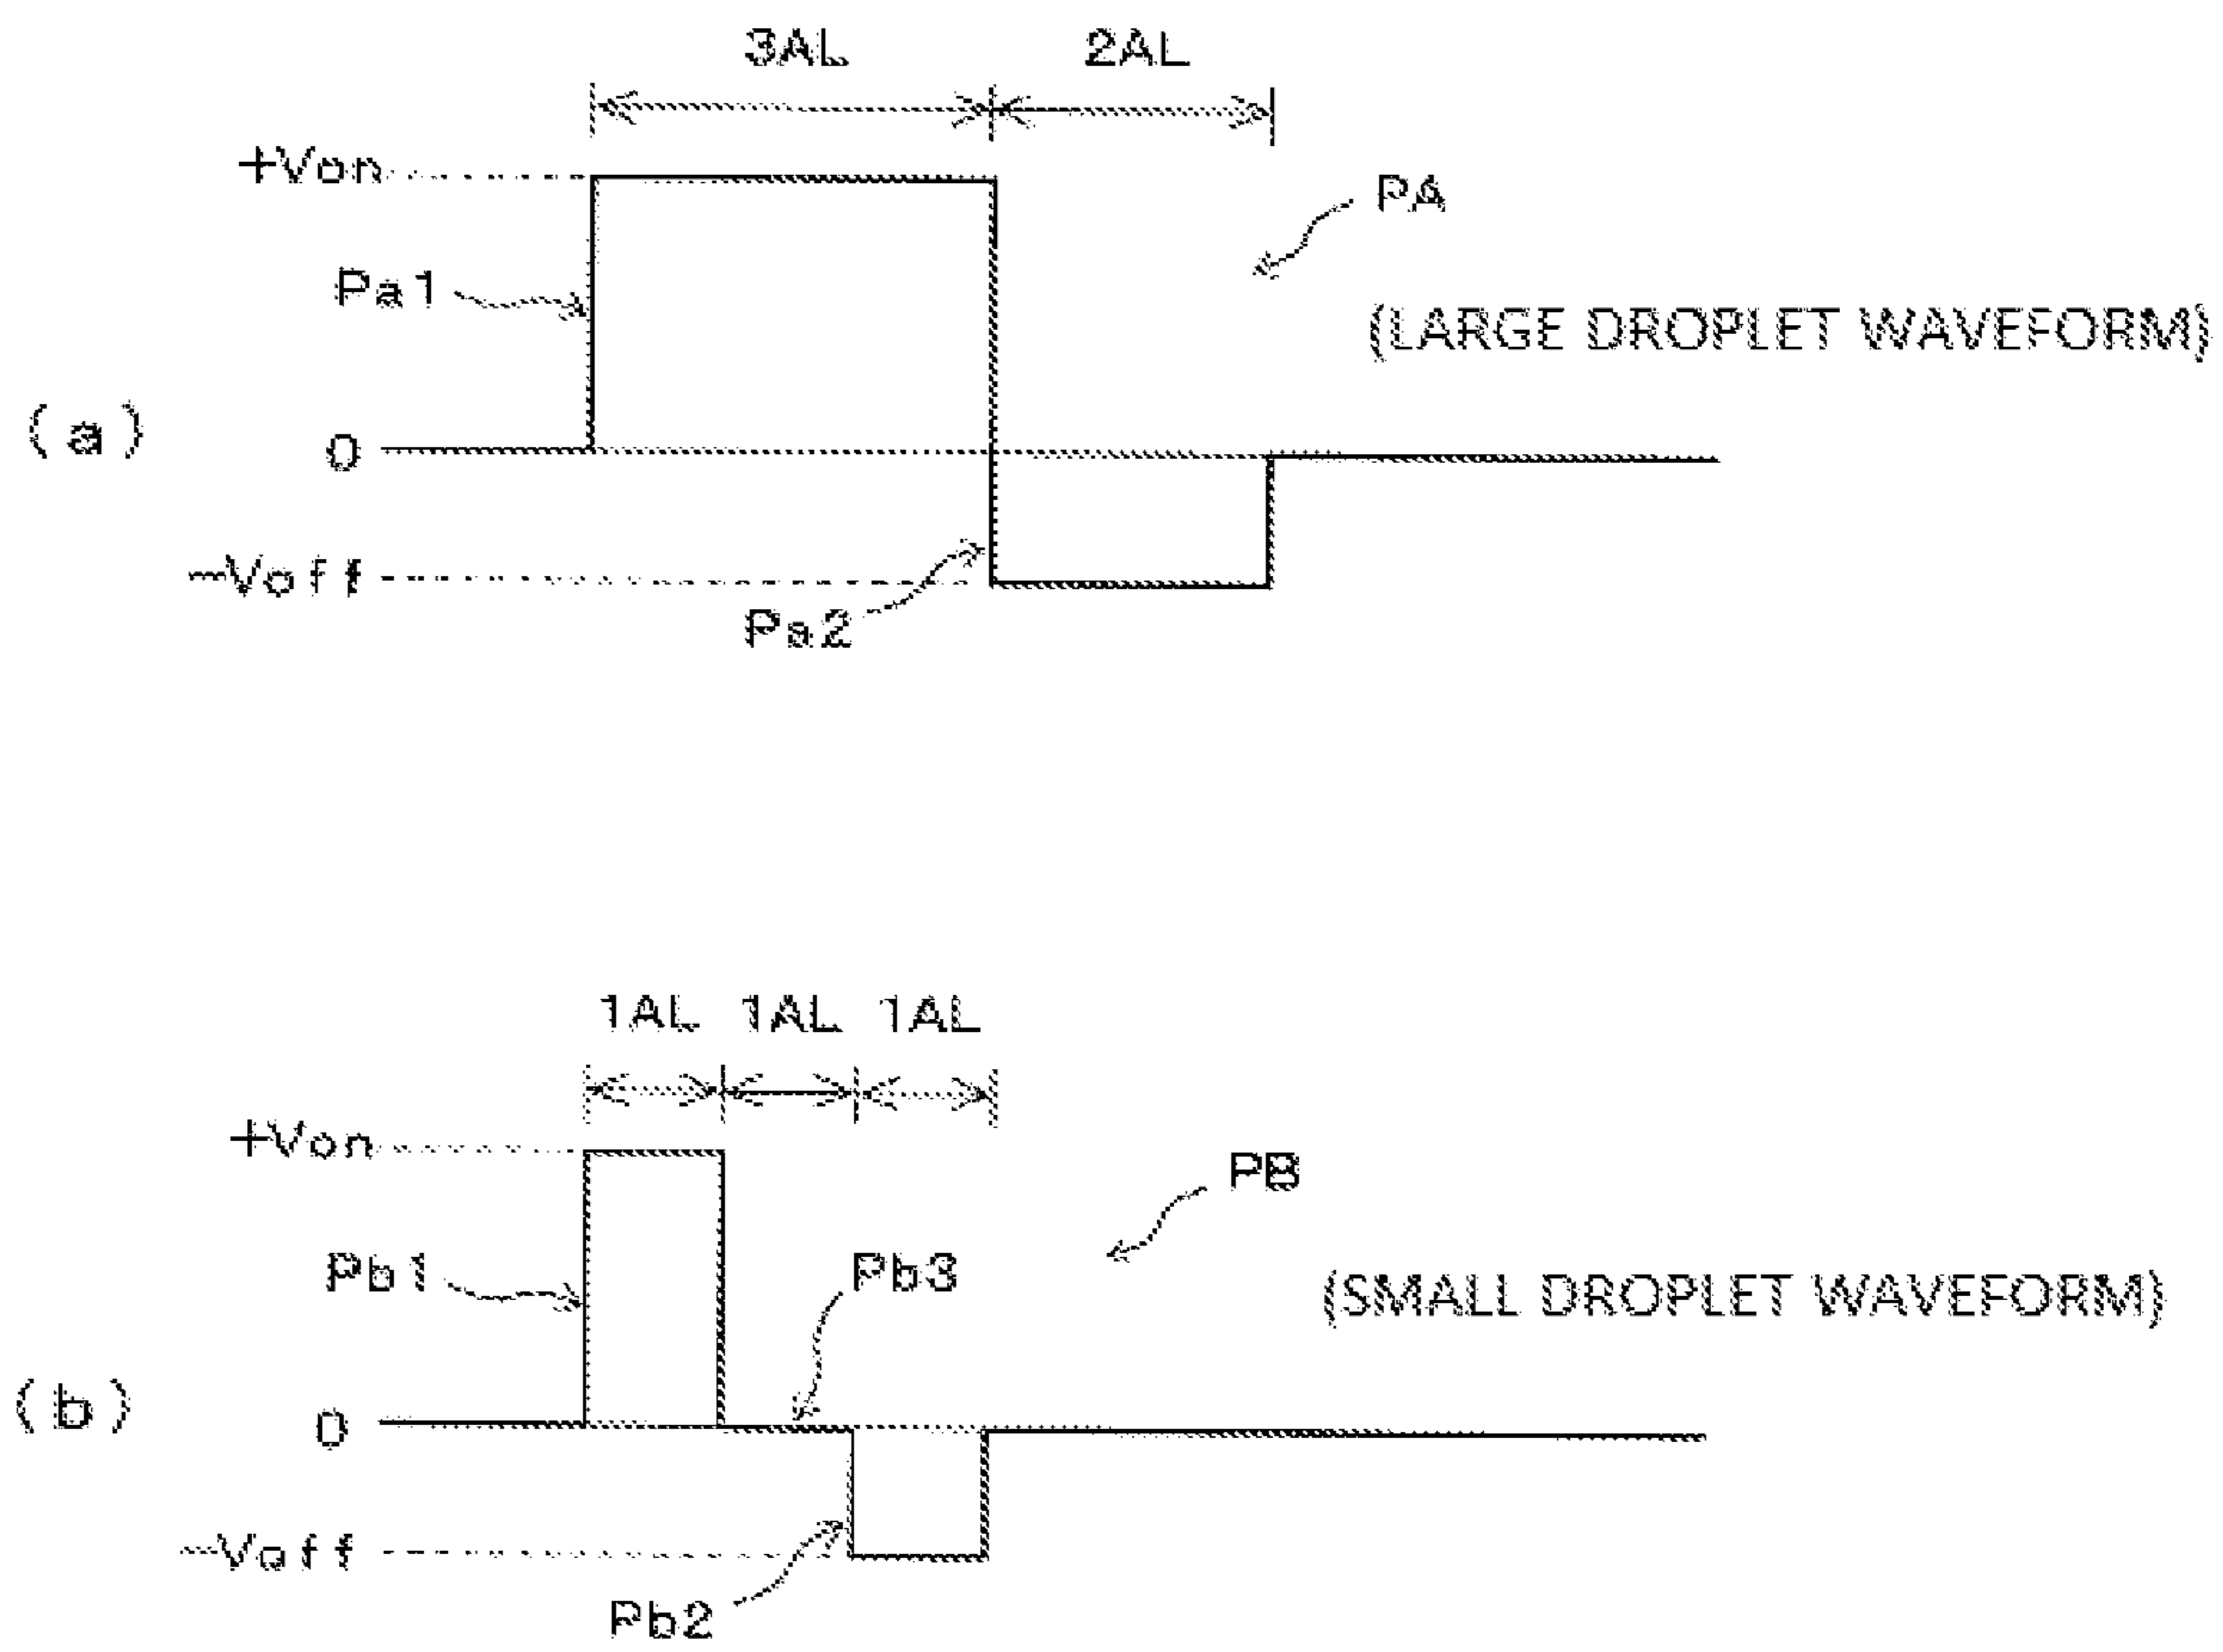 3AL 2AL
+Von
PA
Pa1
(LARGE DROPLET WAVEFORM)
(a)
0
-Voff
Pa2
1AL 1AL 1AL
+Von
PB
Pb1
Pb3
(SMALL DROPLET WAVEFORM)
(b)
0
-Voff
Pb2